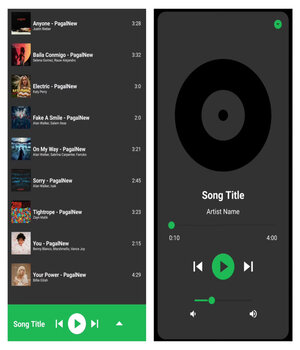 Anyone - PagalNew
3:28
Justin Bieber
Baila Conmigo - PagalNew
3:32
Selena Gomez, Rauw Alejandro
Electric - PagalNew
3:0
Katy Perry
Fake A Smile - PagalNew
2:0
Alan Walker, Salem Ilese
On My Way - PagalNew
3:21
Alan Walker, Sabrina Carpenter, Farruko
Sorry - PagalNew
2:45
Alan Walker, Isak
Tightrope - PagalNew
3:23
Zayn Malik
You - PagalNew
2:15
Benny Blanco, Marshmello, Vance Joy
Your Power - PagalNew
4:29
Billie Eilish
Song Title
Song Title
Artist Name
0:10
4:00